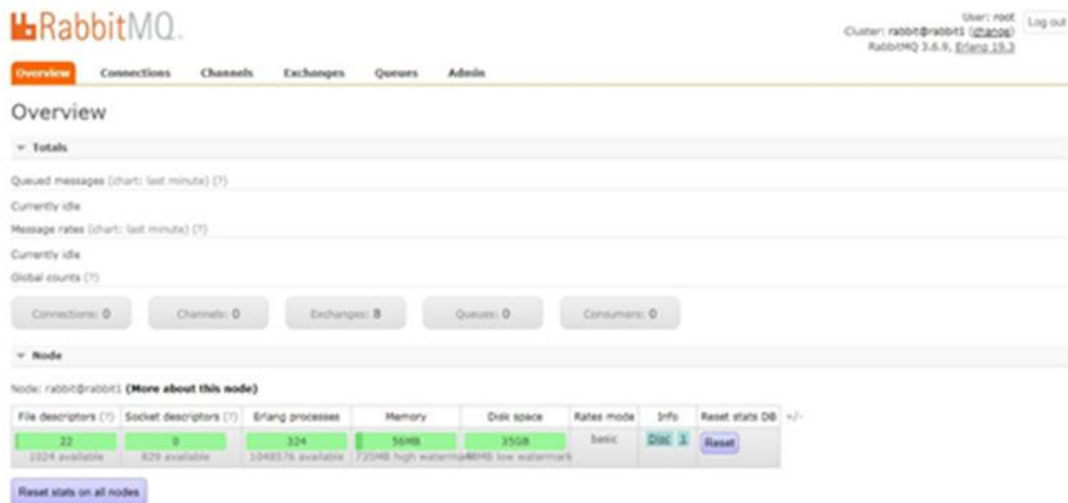 RabbitMQ.
User: root
Log out
Cluster: rabbit@rabbit1 (change)
RabbitMQ 3.6.9, Erlang 19.3
Overview Connections Channels Exchanges Queues Admin
Overview
Totals
Queued messages (chart: last minute) (?)
Currently idle
Message rates (chart: last minute) (?)
Currently idle
Global counts (?)
Connections: 0 Channels: 0 Exchanges: 8 Queues: 0 Consumers: 0
Node
Node: rabbit@rabbit1 (More about this node)
File descriptors (?) Socket descriptors (?) Erlang processes Memory Disk space Rates mode Info Reset stats DB +/-
22 0 324 56MB 35GB basic Disc 1 Reset
1024 available 829 available 1048576 available 735MB high watermark low watermark
Reset stats on all nodes